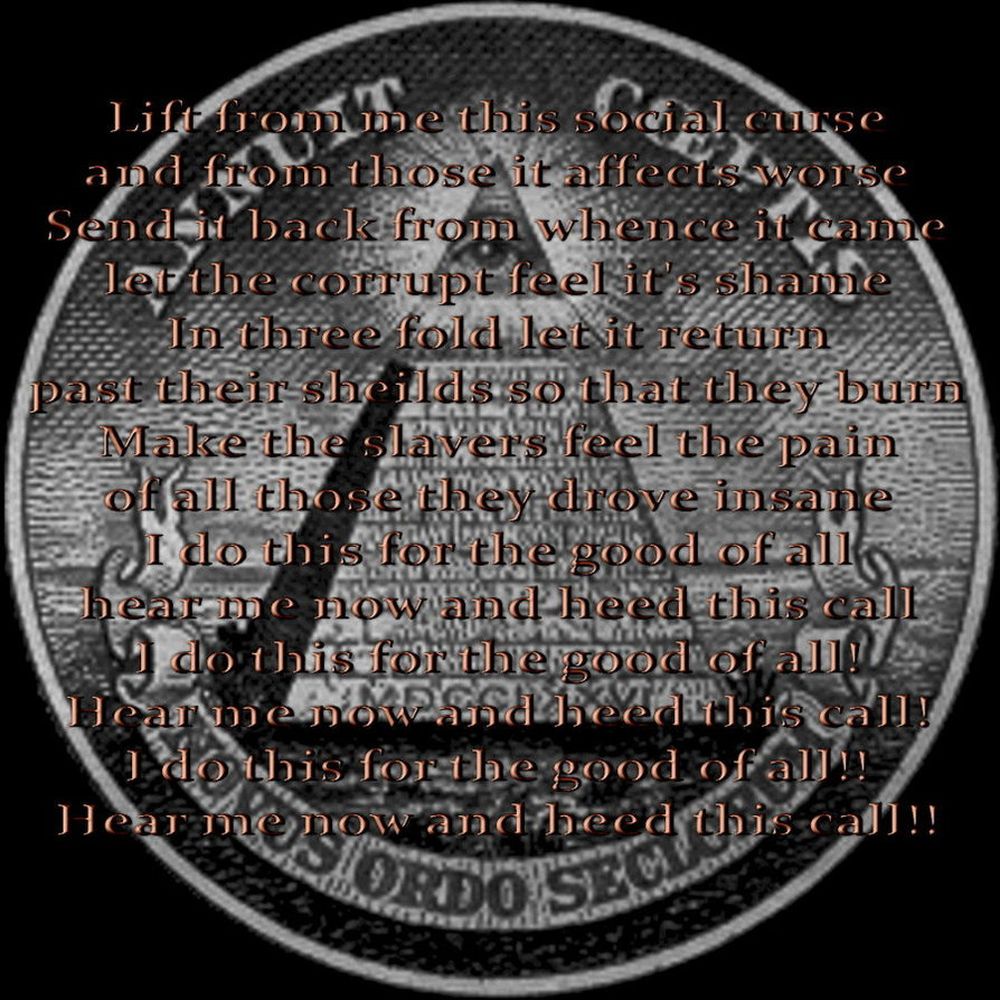 ANNUIT CŒPTIS
Lift from me this social curse
and from those it affects worse
Send it back from whence it came
let the corrupt feel it's shame
In three fold let it return
past their sheilds so that they burn
Make the slavers feel the pain
of all those they drove insane
I do this for the good of all
hear me now and heed this call
I do this for the good of all!
Hear me now and heed this call!
I do this for the good of all!!
Hear me now and heed this call!!
ORDO